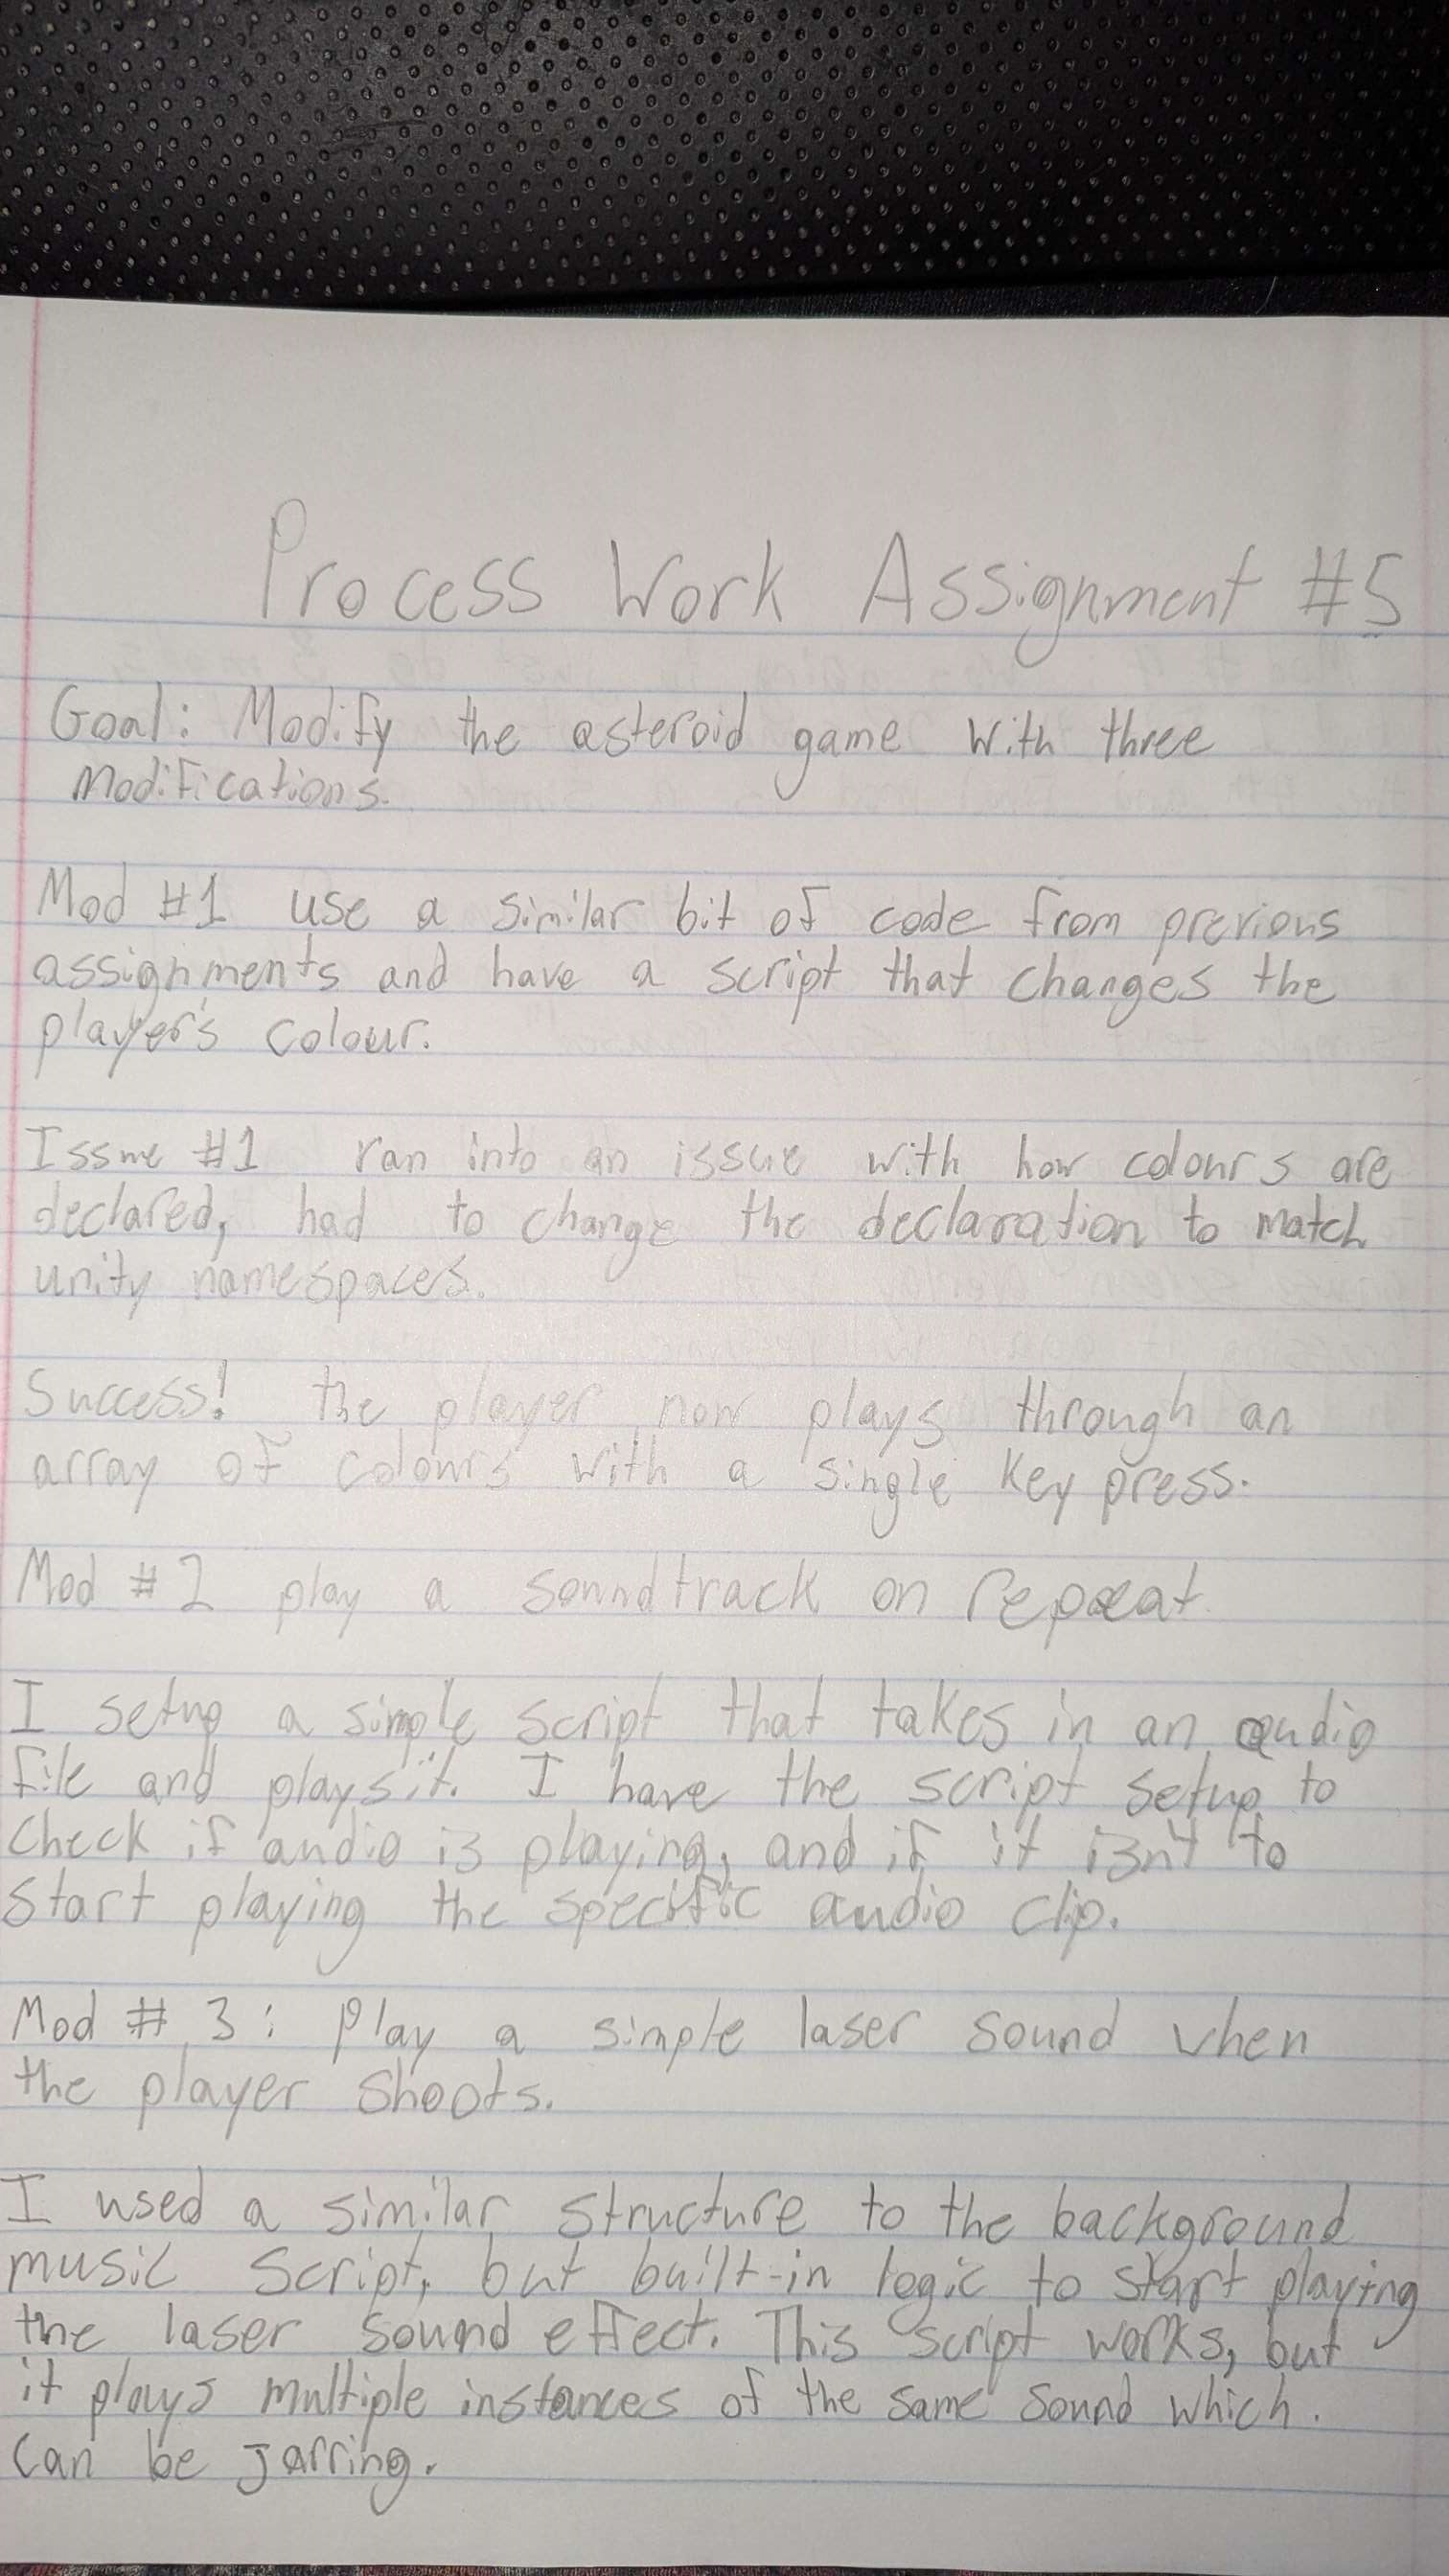 Process Work Assignment #5
Goal: Modify the asteroid game with three
modifications.
Mod #1 use a similar bit of code from previous
assignments and have a script that changes the
player's colour.
Issue #1 ran into an issue with how colours are
declared, had to change the declaration to match
unity namespaces.
Success! the player now plays through an
array of colours with a single key press.
Mod #2 play a soundtrack on repeat
I setup a simple script that takes in an audio
file and plays it. I have the script setup to
check if audio is playing, and if it isn't to
start playing the specific audio clip.
Mod # 3: Play a simple laser sound when
the player shoots.
I used a similar structure to the background
music script, but built-in logic to start playing
the laser sound effect. This script works, but
it plays multiple instances of the same sound which.
can be jarring.